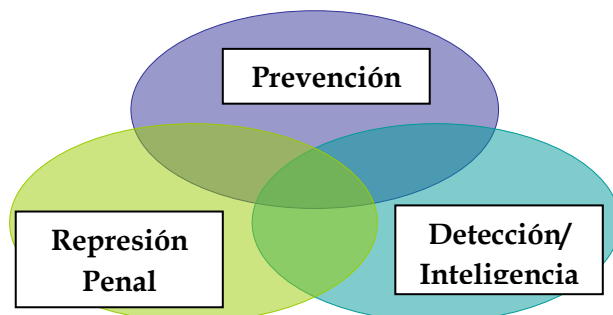 Prevención
Represión
Penal
Detección/
Inteligencia